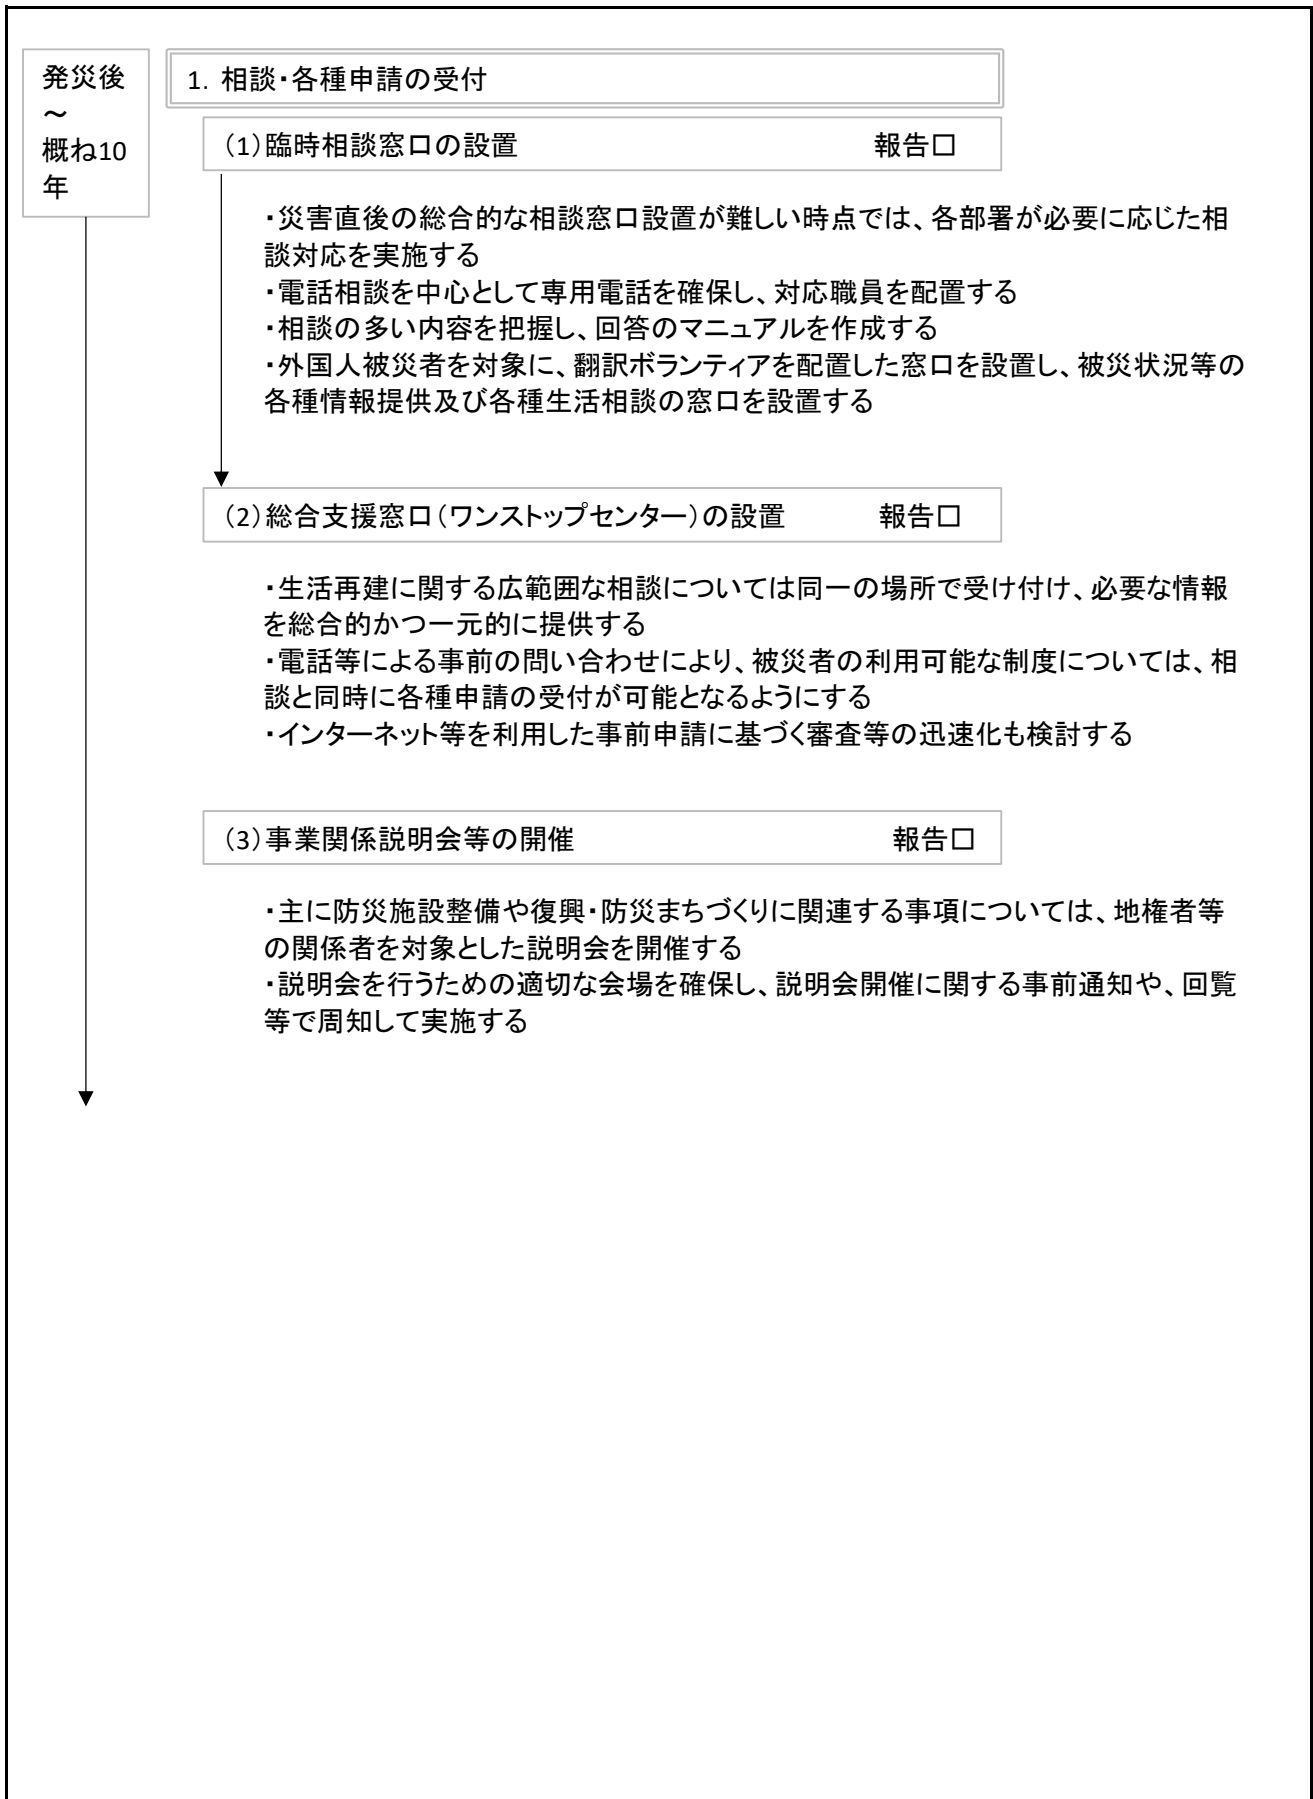 発災後
～
概ね10
年
1. 相談・各種申請の受付
(1)臨時相談窓口の設置　報告□
・災害直後の総合的な相談窓口設置が難しい時点では、各部署が必要に応じた相
談対応を実施する
・電話相談を中心として専用電話を確保し、対応職員を配置する
・相談の多い内容を把握し、回答のマニュアルを作成する
・外国人被災者を対象に、翻訳ボランティアを配置した窓口を設置し、被災状況等の
各種情報提供及び各種生活相談の窓口を設置する
(2)総合支援窓口(ワンストップセンター)の設置　報告□
・生活再建に関する広範囲な相談については同一の場所で受け付け、必要な情報
を総合的かつ一元的に提供する
・電話等による事前の問い合わせにより、被災者の利用可能な制度については、相
談と同時に各種申請の受付が可能となるようにする
・インターネット等を利用した事前申請に基づく審査等の迅速化も検討する
(3)事業関係説明会等の開催　報告□
・主に防災施設整備や復興・防災まちづくりに関連する事項については、地権者等
の関係者を対象とした説明会を開催する
・説明会を行うための適切な会場を確保し、説明会開催に関する事前通知や、回覧
等で周知して実施する